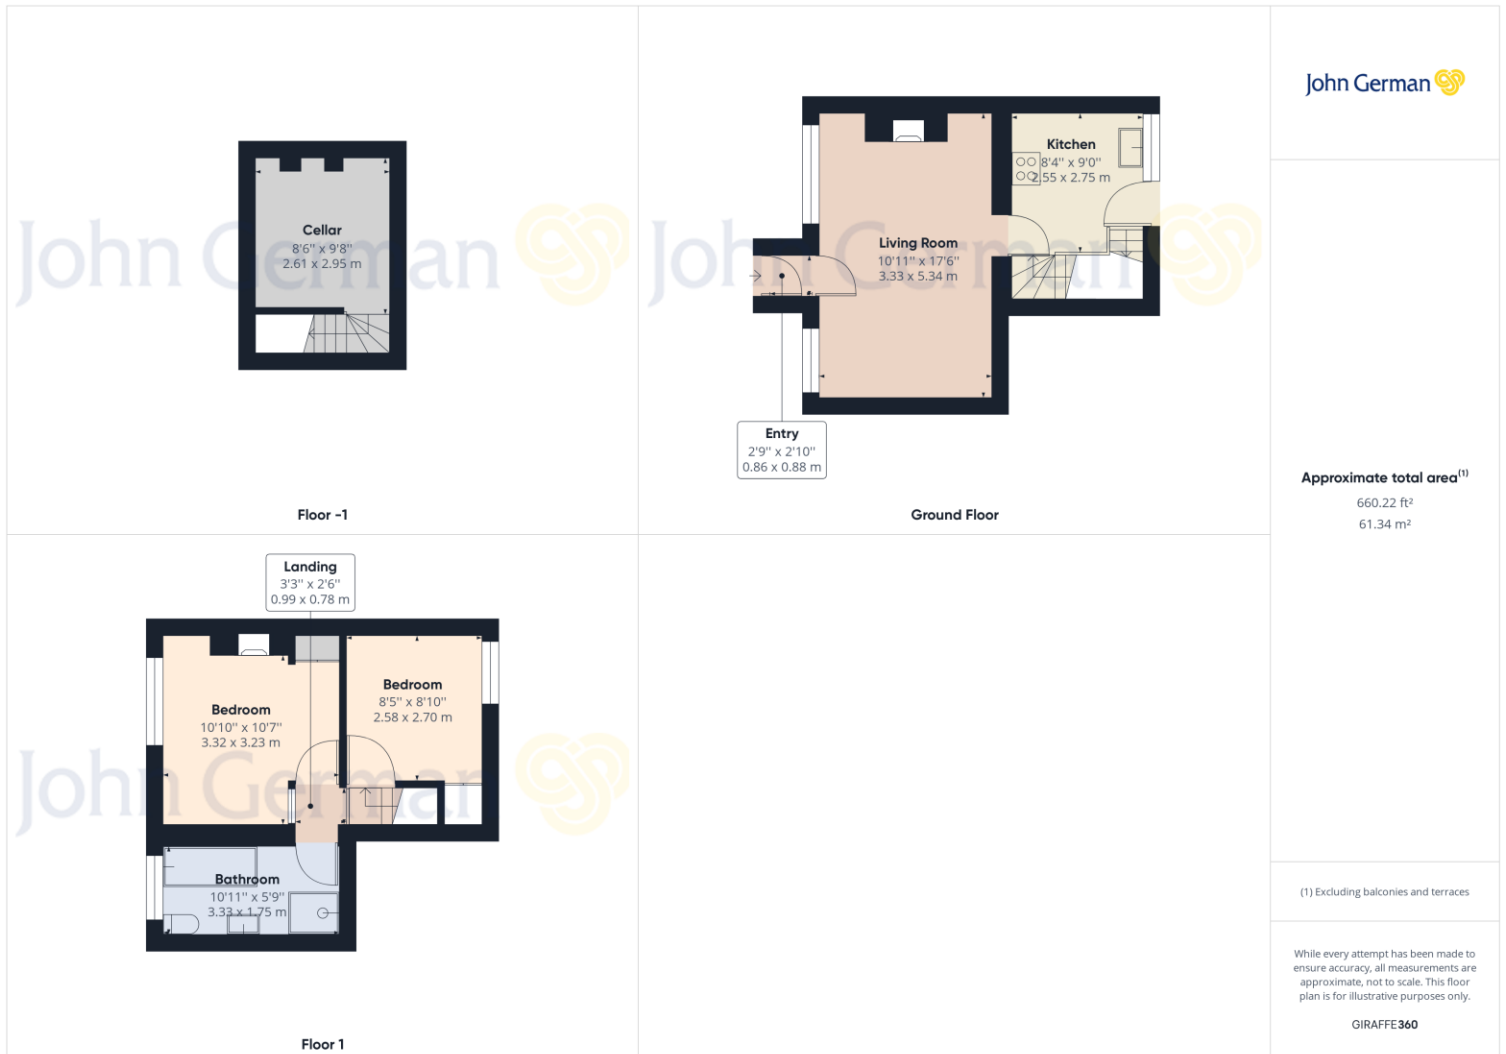 Cellar
8'6'' x 9'8''
2.61 x 2.95 m
John German
Floor -1
Kitchen
8'4'' x 9'0''
2.55 x 2.75 m
Living Room
10'11'' x 17'6''
3.33 x 5.34 m
John German
Entry
2'9'' x 2'10''
0.86 x 0.88 m
Ground Floor
Landing
3'3'' x 2'6''
0.99 x 0.78 m
Bedroom
10'10'' x 10'7''
3.32 x 3.23 m
Bedroom
8'5'' x 8'10''
2.58 x 2.70 m
John German
Bathroom
10'11'' x 5'9''
3.33 x 1.75 m
Floor 1
John German
Approximate total area(1)
660.22 ft²
61.34 m²
(1) Excluding balconies and terraces
While every attempt has been made to
ensure accuracy, all measurements are
approximate, not to scale. This floor
plan is for illustrative purposes only.
GIRAFFE360